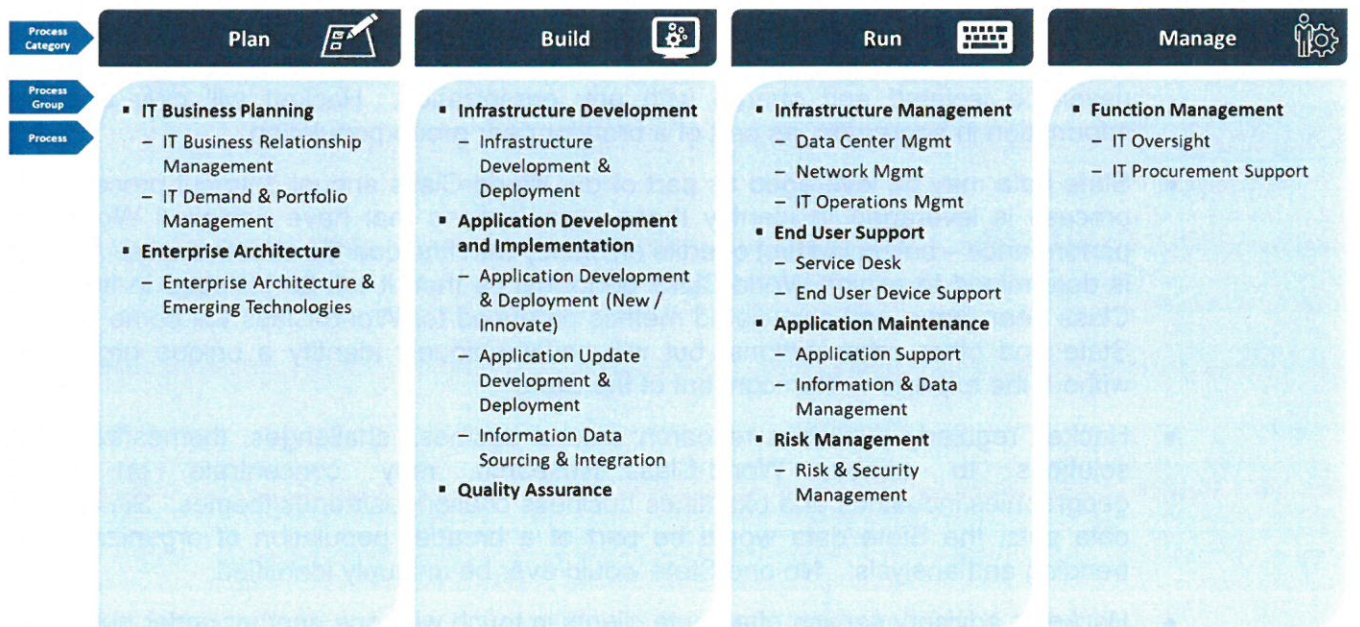 Process
Category
Plan
Build
Run
Manage
Process
Group
Process
IT Business Planning
– IT Business Relationship
Management
– IT Demand & Portfolio
Management
Enterprise Architecture
– Enterprise Architecture &
Emerging Technologies
▪ Infrastructure Development
– Infrastructure
Development &
Deployment
▪ Application Development
and Implementation
– Application Development
& Deployment (New /
Innovate)
– Application Update
Development &
Deployment
– Information Data
Sourcing & Integration
▪ Quality Assurance
▪ Infrastructure Management
– Data Center Mgmt
– Network Mgmt
– IT Operations Mgmt
▪ End User Support
– Service Desk
– End User Device Support
▪ Application Maintenance
– Application Support
– Information & Data
Management
▪ Risk Management
– Risk & Security
Management
▪ Function Management
– IT Oversight
– IT Procurement Support